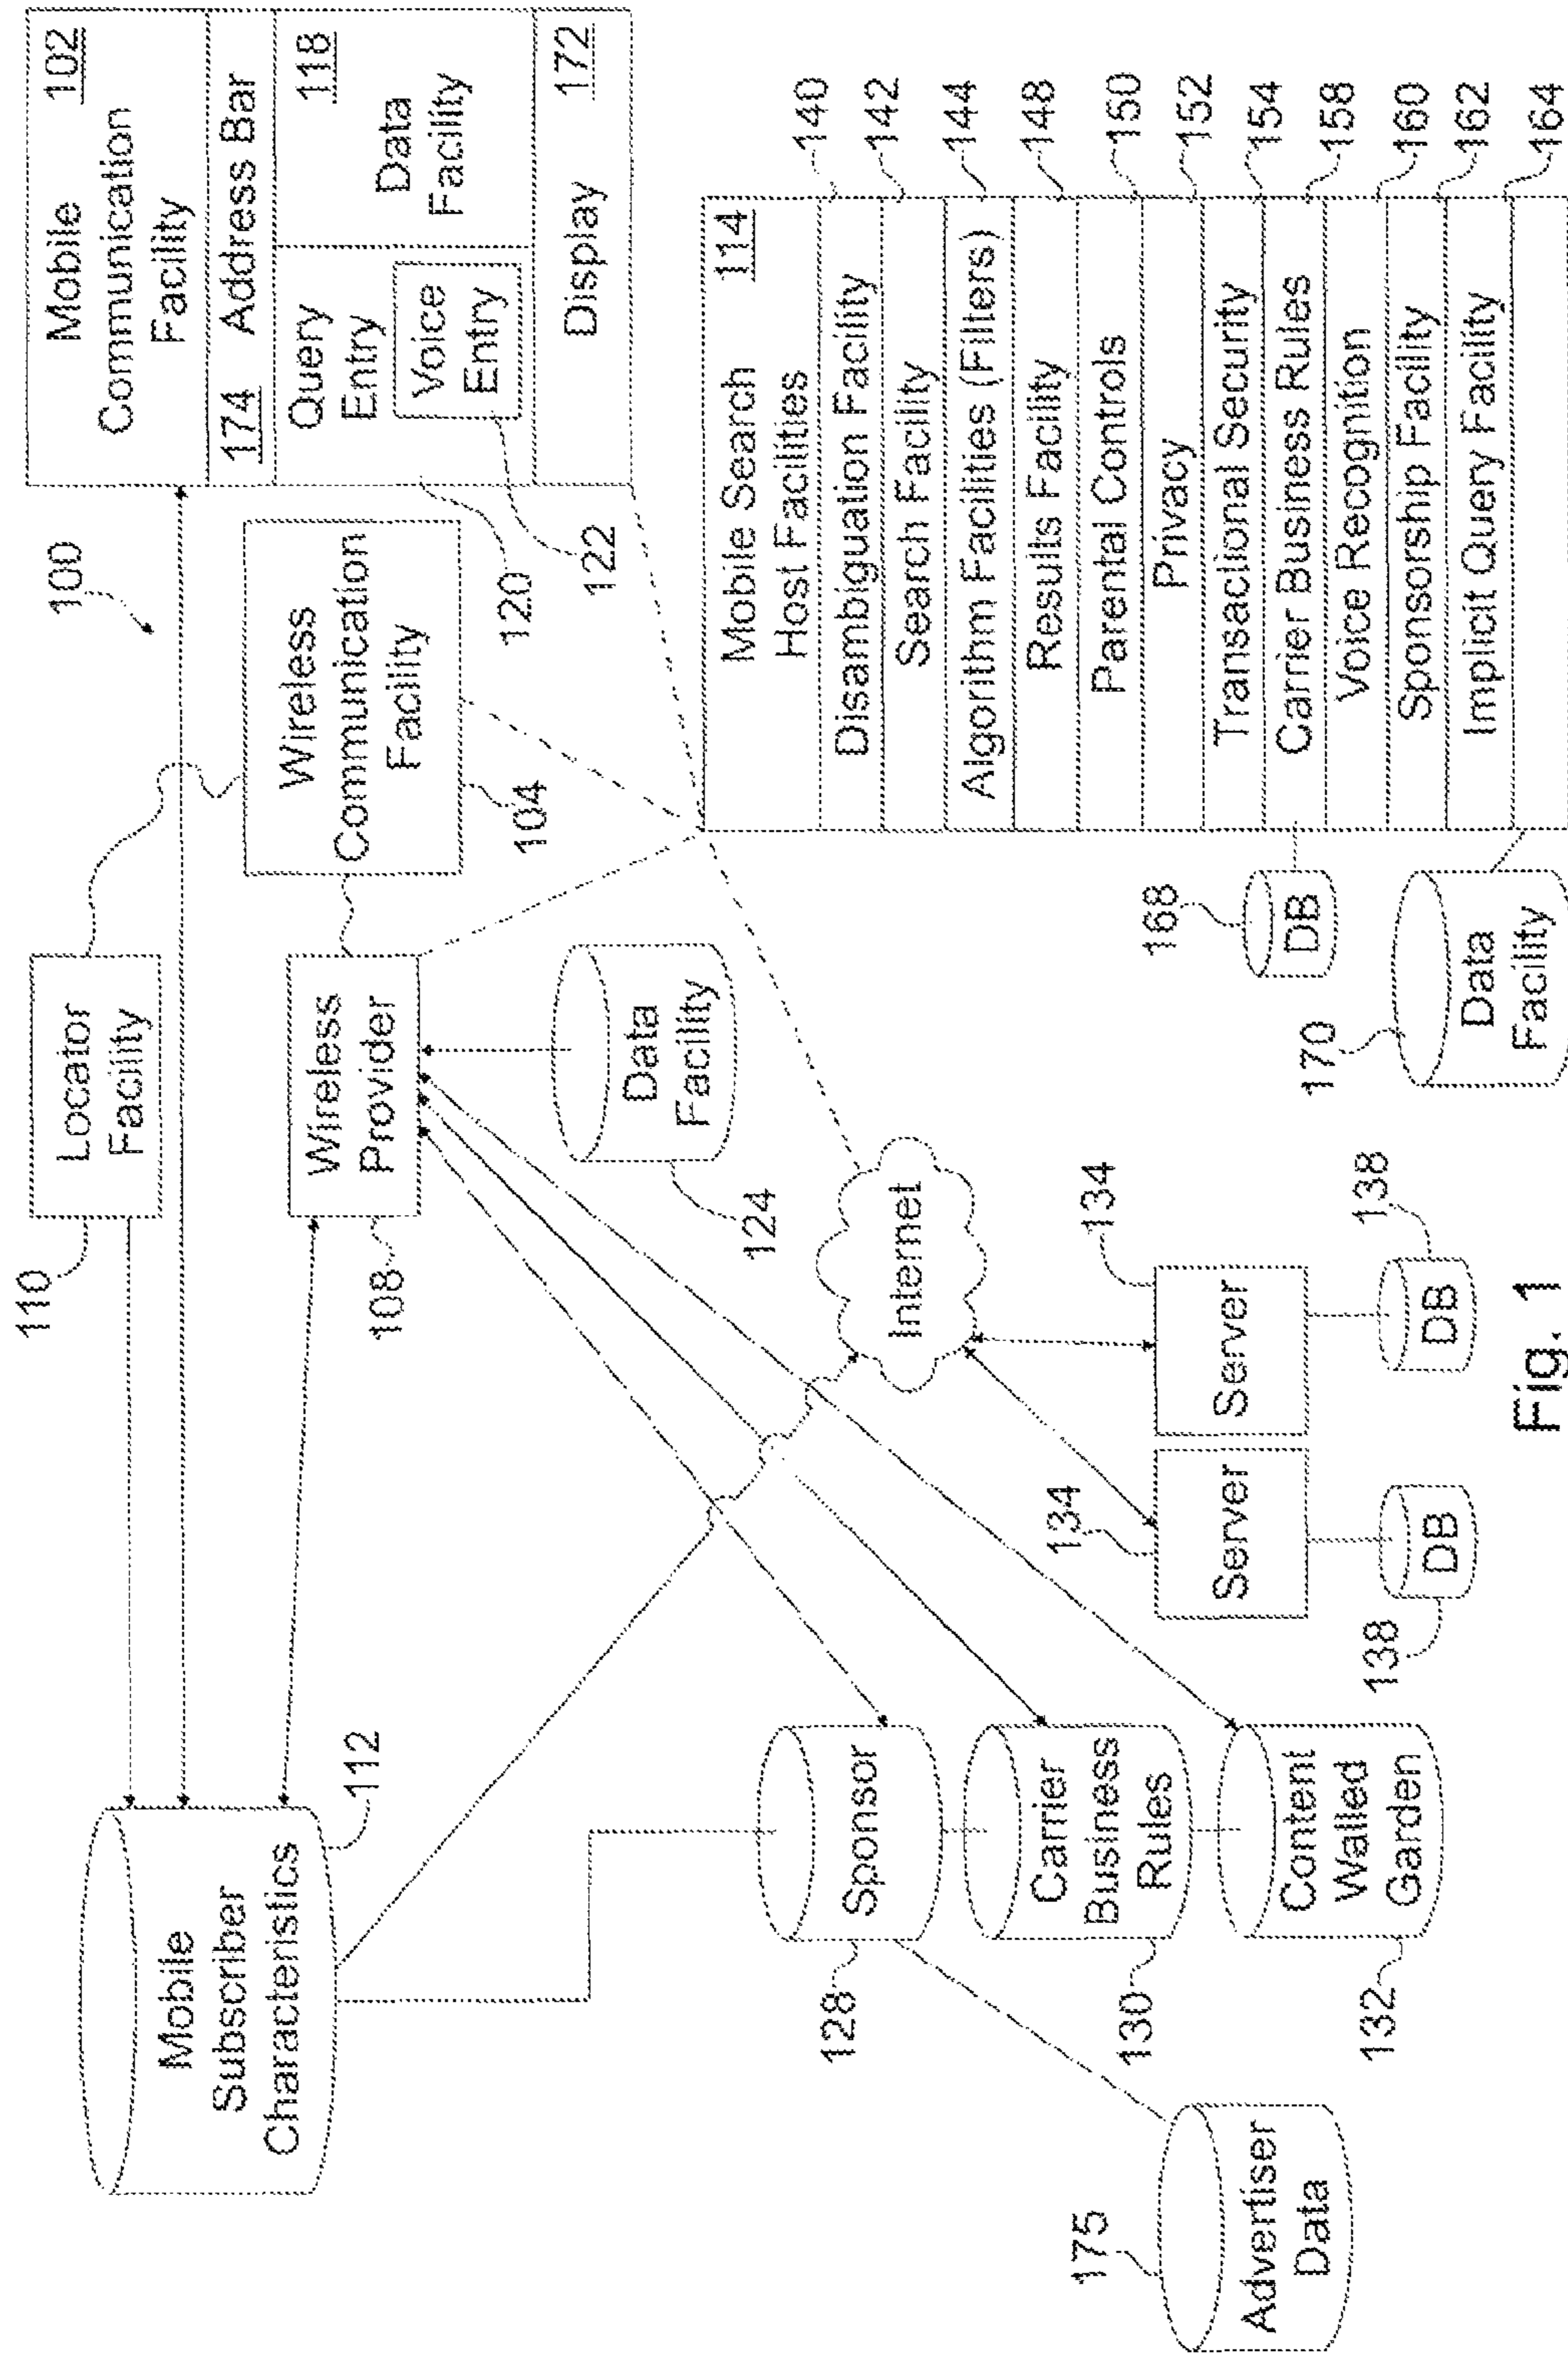 100
110
Locator
Facility
Mobile
Communication
Facility
102
174
Address Bar
Query
Entry
Voice
Entry
118
Data
Facility
Display
172
120
122
Mobile
Subscriber
Characteristics
112
Wireless
Provider
108
Wireless
Communication
Facility
104
Data
Facility
124
Internet
Sponsor
128
Carrier
Business
Rules
130
Content
Walled
Garden
132
175
Advertiser
Data
134
Server
134
Server
138
DB
138
DB
Mobile Search
Host Facilities
114
Disambiguation Facility
140
Search Facility
142
Algorithm Facilities (Filters)
144
Results Facility
148
Parental Controls
150
Privacy
152
Transactional Security
154
Carrier Business Rules
158
Voice Recognition
160
Sponsorship Facility
162
Implicit Query Facility
164
168
DB
170
Data
Facility
Fig. 1